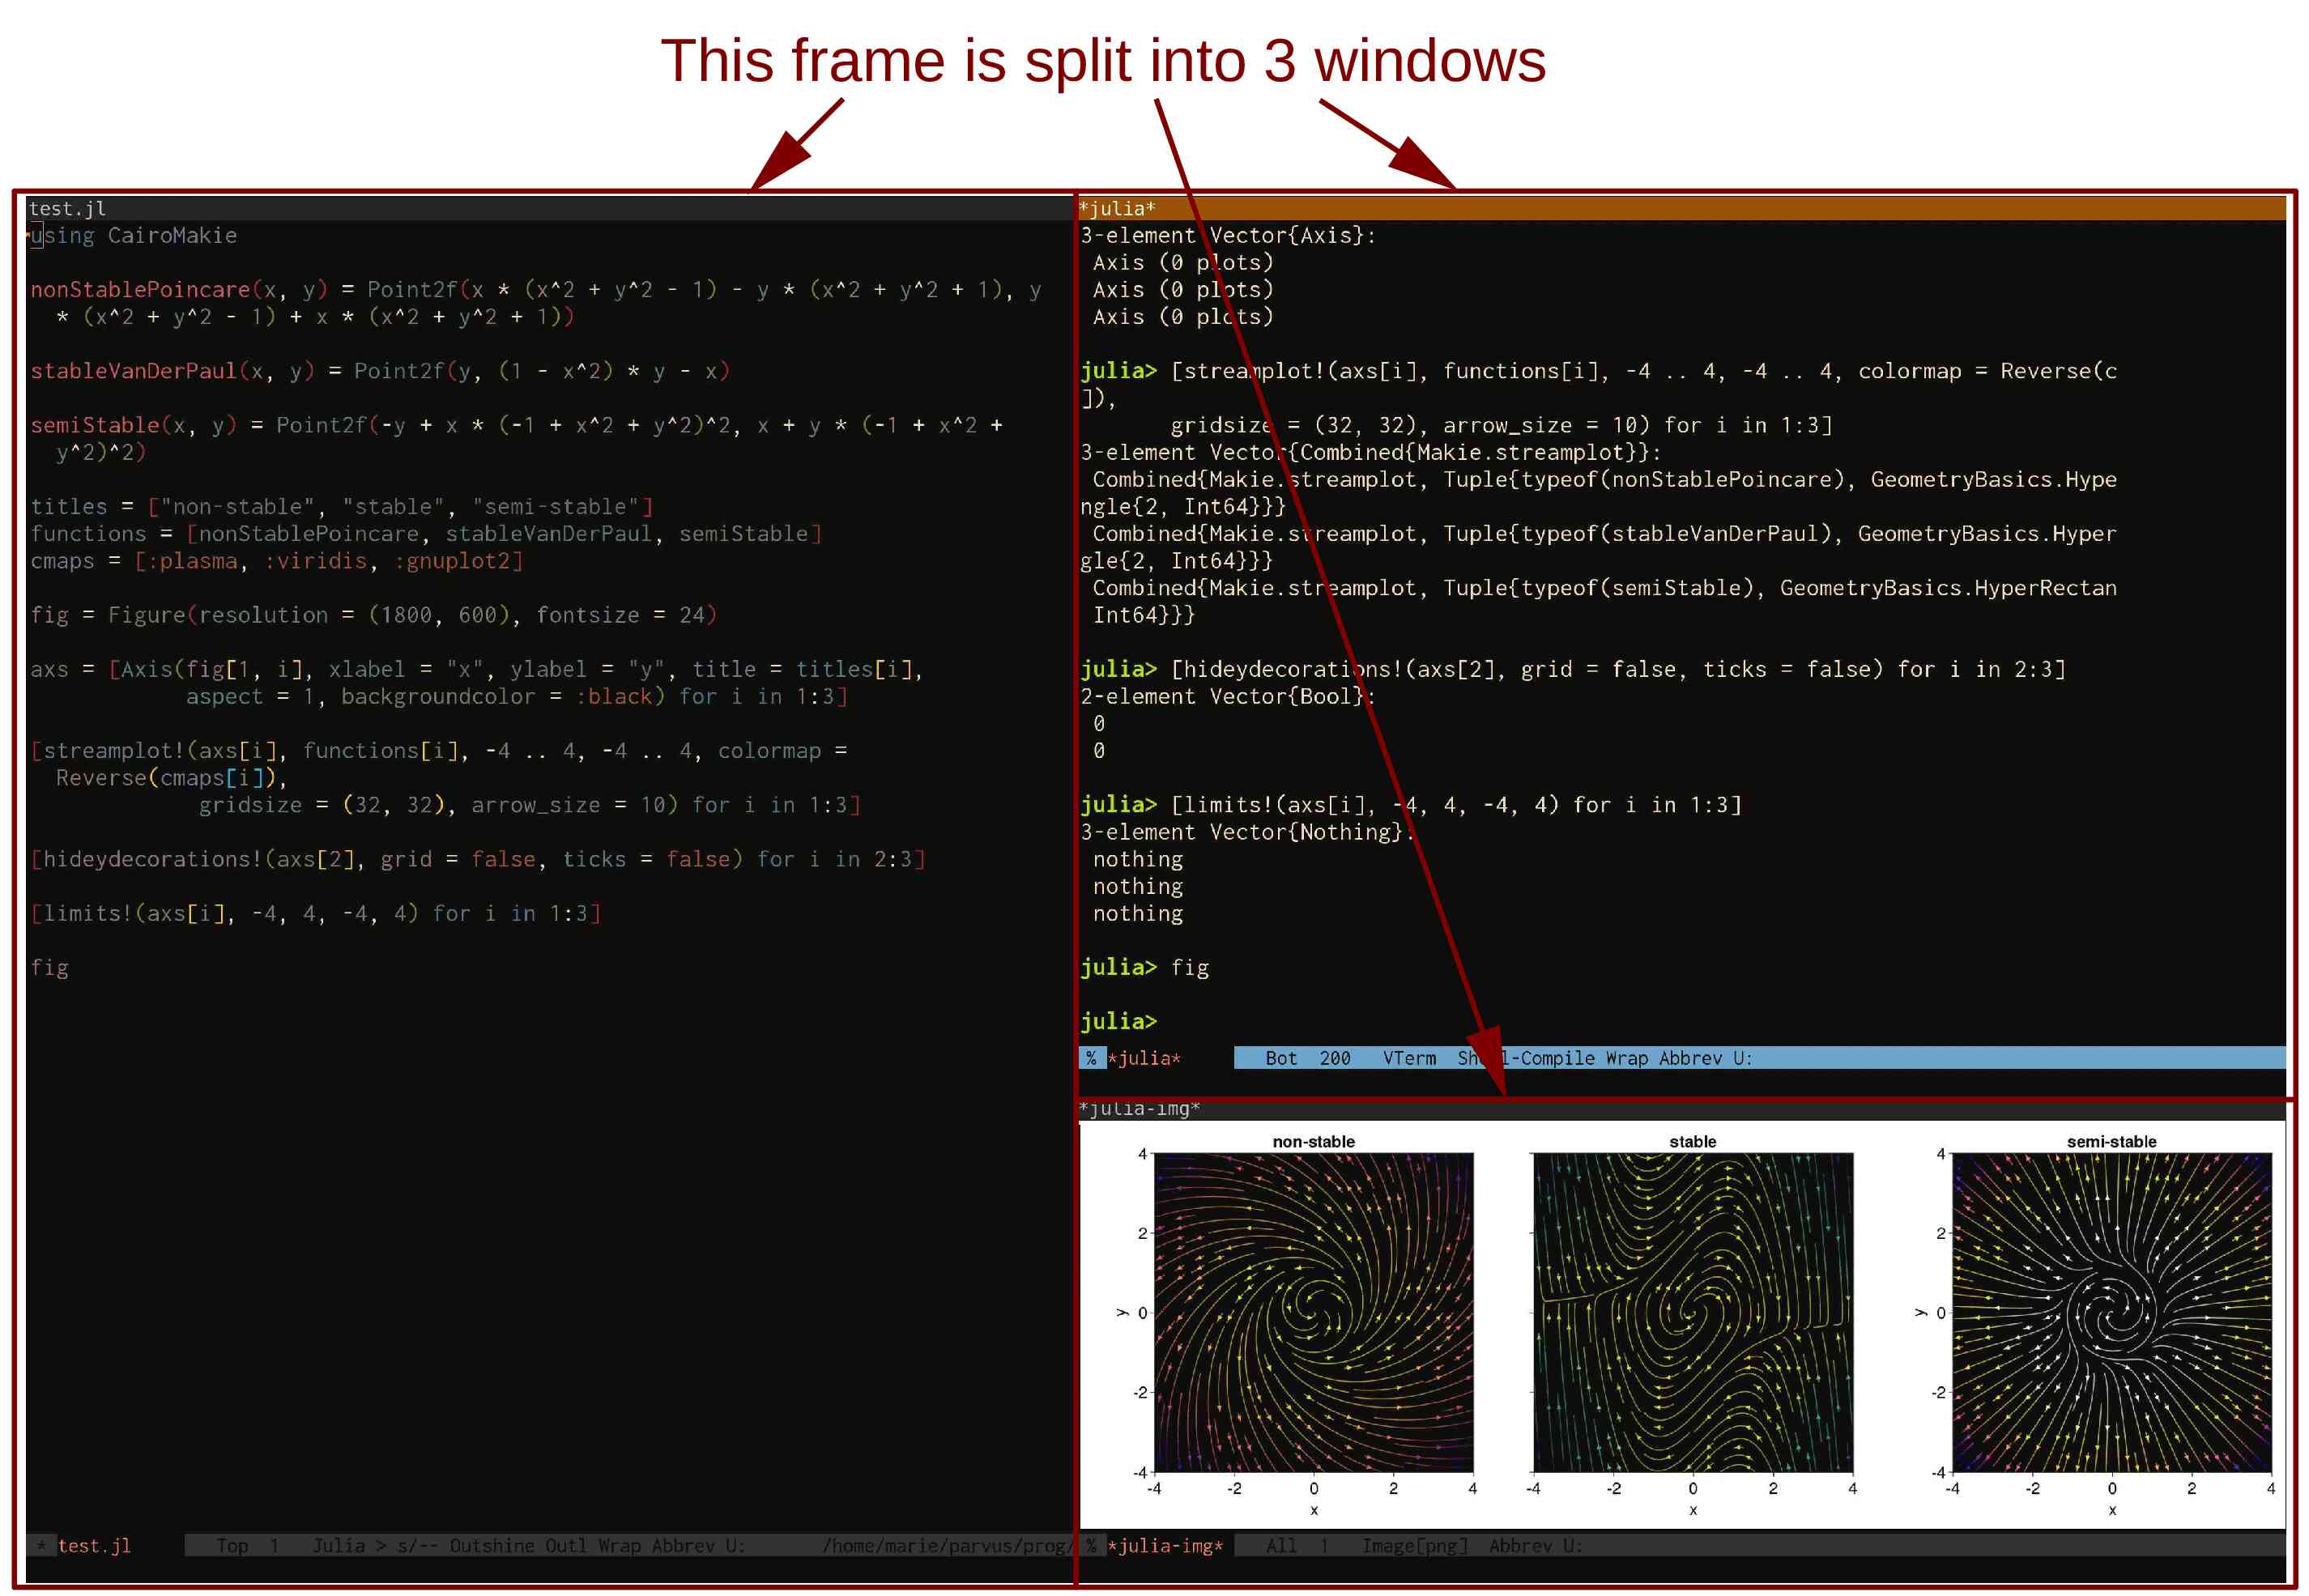 This frame is split into 3 windows
test.jl
using CairoMakie
nonStablePoincare(x, y) = Point2f(x * (x^2 + y^2 - 1) - y * (x^2 + y^2 + 1), y
* (x^2 + y^2 - 1) + x * (x^2 + y^2 + 1))
stableVanDerPaul(x, y) = Point2f(y, (1 - x^2) * y - x)
semiStable(x, y) = Point2f(-y + x * (-1 + x^2 + y^2)^2, x + y * (-1 + x^2 +
y^2)^2)
titles = ["non-stable", "stable", "semi-stable"]
functions = [nonStablePoincare, stableVanDerPaul, semiStable]
cmaps = [:plasma, :viridis, :gnuplot2]
fig = Figure(resolution = (1800, 600), fontsize = 24)
axs = [Axis(fig[1, i], xlabel = "x", ylabel = "y", title = titles[i],
aspect = 1, backgroundcolor = :black) for i in 1:3]
[streamplot!(axs[i], functions[i], -4 .. 4, -4 .. 4, colormap =
Reverse(cmaps[i]),
gridsize = (32, 32), arrow_size = 10) for i in 1:3]
[hideydecorations!(axs[2], grid = false, ticks = false) for i in 2:3]
[limits!(axs[i], -4, 4, -4, 4) for i in 1:3]
fig
* test.jl Top 1 Julia > s/-- Outshine Outl Wrap Abbrev U: /home/marie/parvus/prog/
*julia*
3-element Vector{Axis}:
Axis (0 plots)
Axis (0 plots)
Axis (0 plots)
julia> [streamplot!(axs[i], functions[i], -4 .. 4, -4 .. 4, colormap = Reverse(c
]),
gridsize = (32, 32), arrow_size = 10) for i in 1:3]
3-element Vector{Combined{Makie.streamplot}}:
Combined{Makie.streamplot, Tuple{typeof(nonStablePoincare), GeometryBasics.Hype
ngle{2, Int64}}}
Combined{Makie.streamplot, Tuple{typeof(stableVanDerPaul), GeometryBasics.Hyper
gle{2, Int64}}}
Combined{Makie.streamplot, Tuple{typeof(semiStable), GeometryBasics.HyperRectan
Int64}}}
julia> [hideydecorations!(axs[2], grid = false, ticks = false) for i in 2:3]
2-element Vector{Bool}:
0
0
julia> [limits!(axs[i], -4, 4, -4, 4) for i in 1:3]
3-element Vector{Nothing}:
nothing
nothing
nothing
julia> fig
julia>
% *julia* Bot 200 VTerm Shell-Compile Wrap Abbrev U:
*julia-img*
non-stable stable semi-stable
4 4
2 2
y 0 y 0
-2 -2
-4 -4
-4 -2 0 2 4 -4 -2 0 2 4 -4 -2 0 2 4
x x x
% *julia-img* All 1 Image[png] Abbrev U: